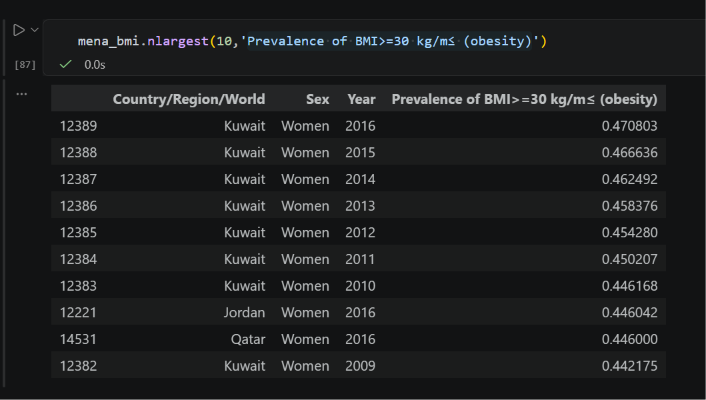 mena_bmi.nlargest(10,'Prevalence of BMI>=30 kg/m≤ (obesity)')
[87]
0.0s
...
Country/Region/World Sex Year Prevalence of BMI>=30 kg/m≤ (obesity)
12389 Kuwait Women 2016 0.470803
12388 Kuwait Women 2015 0.466636
12387 Kuwait Women 2014 0.462492
12386 Kuwait Women 2013 0.458376
12385 Kuwait Women 2012 0.454280
12384 Kuwait Women 2011 0.450207
12383 Kuwait Women 2010 0.446168
12221 Jordan Women 2016 0.446042
14531 Qatar Women 2016 0.446000
12382 Kuwait Women 2009 0.442175